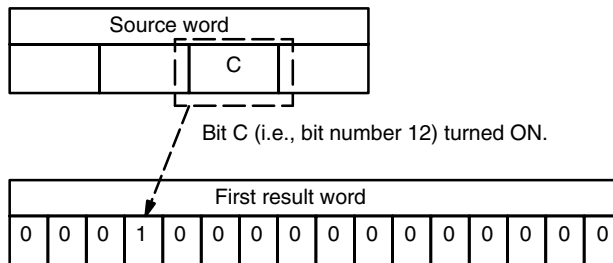 Source word
C
Bit C (i.e., bit number 12) turned ON.
First result word
0 0 0 1 0 0 0 0 0 0 0 0 0 0 0 0